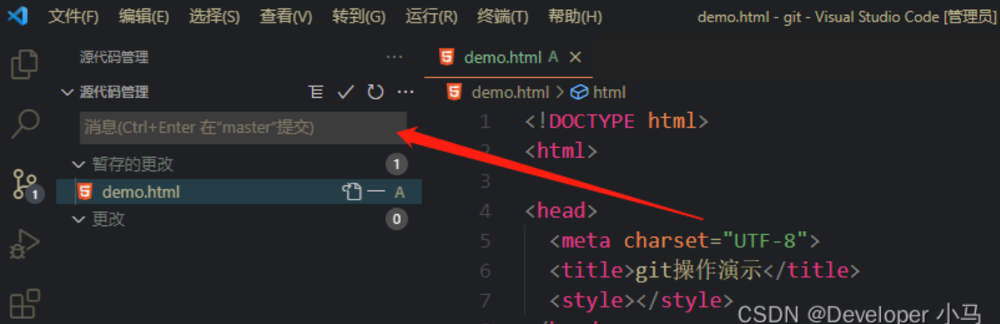 文件(F) 编辑(E) 选择(S) 查看(V) 转到(G) 运行(R) 终端(T) 帮助(H) demo.html - git - Visual Studio Code [管理员]
源代码管理 ···
源代码管理 ···
消息(Ctrl+Enter 在"master"提交)
暂存的更改 1
demo.html A
更改 0
1
demo.html A ×
demo.html > html
1 <!DOCTYPE html>
2 <html>
3
4 <head>
5 <meta charset="UTF-8">
6 <title>git操作演示</title>
7 <style></style>
CSDN @Developer 小马